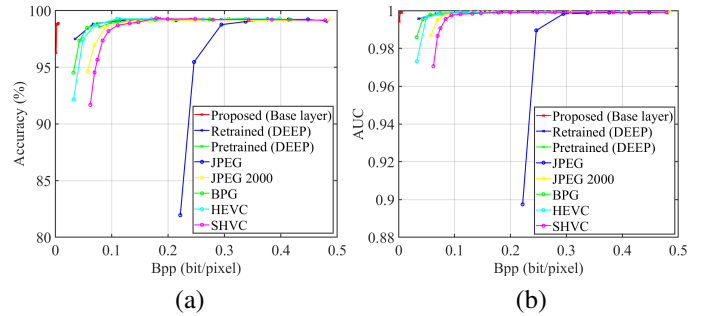 100
95
90
85
80
Accuracy (%)
Proposed (Base layer)
Retrained (DEEP)
Pretrained (DEEP)
JPEG
JPEG 2000
BPG
HEVC
SHVC
0 0.1 0.2 0.3 0.4 0.5
Bpp (bit/pixel)
(a)
1
0.98
0.96
0.94
0.92
0.9
0.88
AUC
Proposed (Base layer)
Retrained (DEEP)
Pretrained (DEEP)
JPEG
JPEG 2000
BPG
HEVC
SHVC
0 0.1 0.2 0.3 0.4 0.5
Bpp (bit/pixel)
(b)